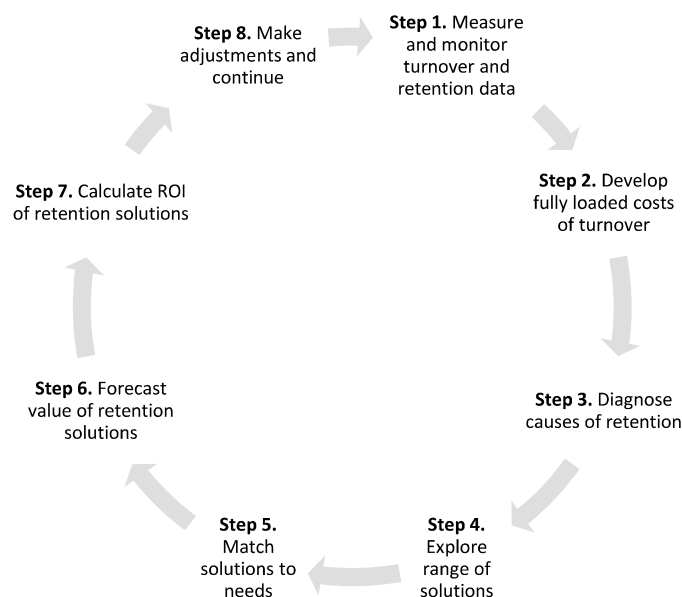 Step 1. Measure
and monitor
turnover and
retention data
Step 2. Develop
fully loaded costs
of turnover
Step 3. Diagnose
causes of retention
Step 4.
Explore
range of
solutions
Step 5.
Match
solutions to
needs
Step 6. Forecast
value of retention
solutions
Step 7. Calculate ROI
of retention solutions
Step 8. Make
adjustments and
continue